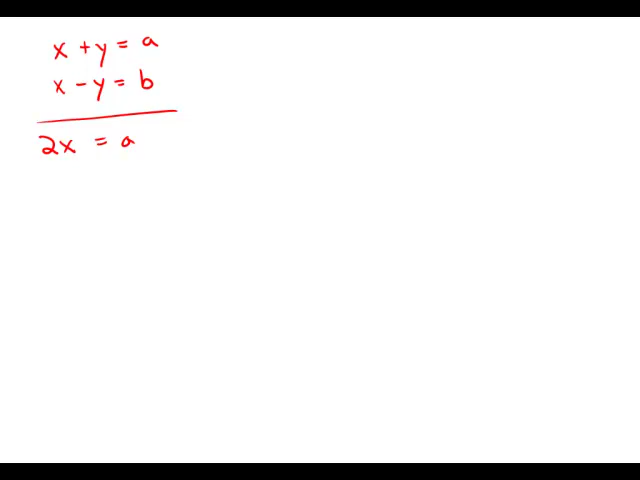 x + y = a
x - y = b
2x = a